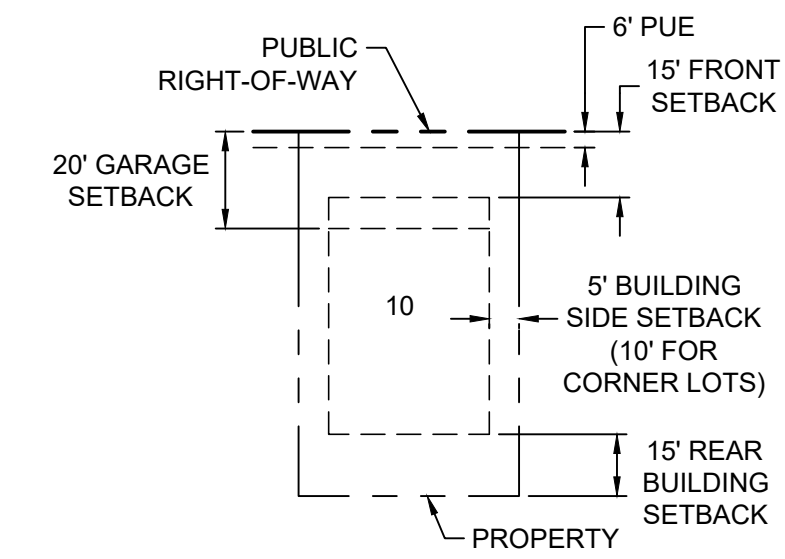 6' PUE
PUBLIC
RIGHT-OF-WAY
15' FRONT
SETBACK
20' GARAGE
SETBACK
10
5' BUILDING
SIDE SETBACK
(10' FOR
CORNER LOTS)
15' REAR
BUILDING
SETBACK
PROPERTY